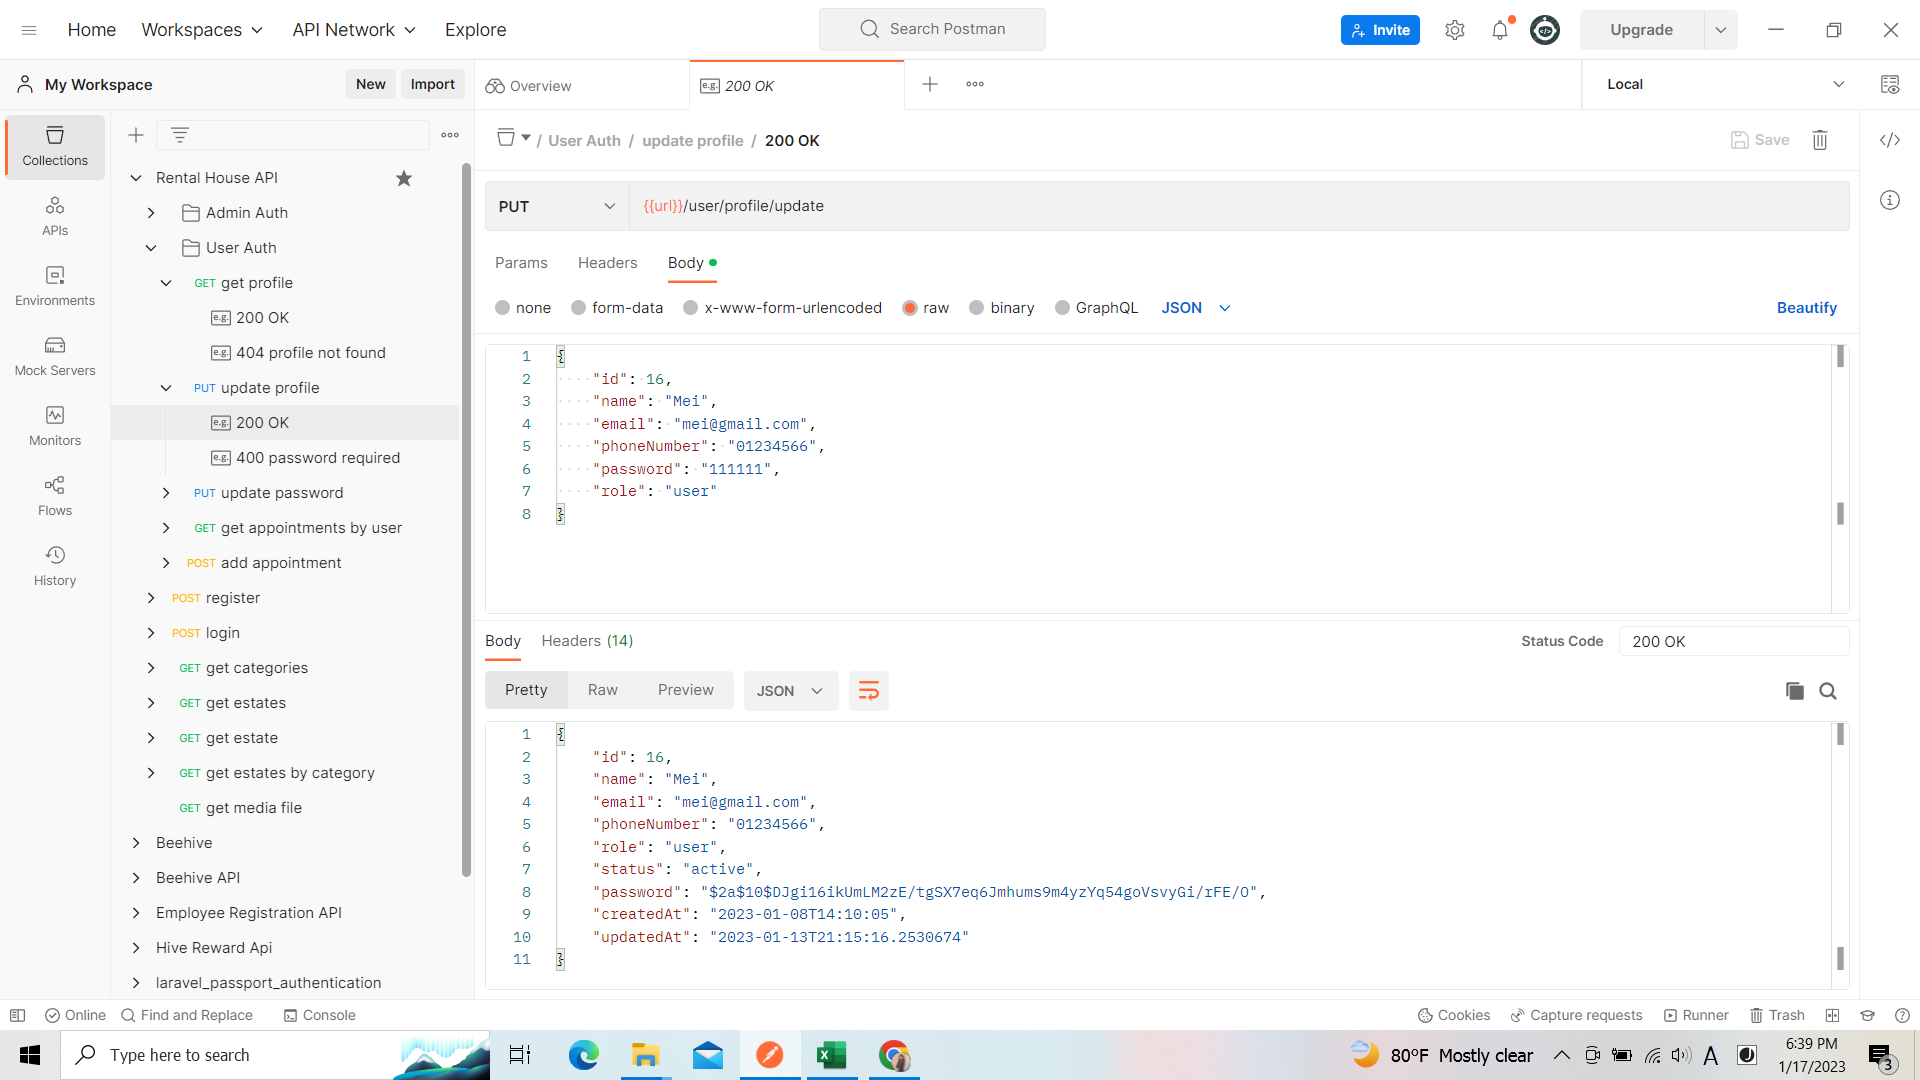 Home
Workspaces
API Network
Explore
Search Postman
Invite
Upgrade
My Workspace
New
Import
Overview
e.g. 200 OK
Local
Collections
APIs
Environments
Mock Servers
Monitors
Flows
History
Rental House API
Admin Auth
User Auth
GET get profile
e.g. 200 OK
e.g. 404 profile not found
PUT update profile
e.g. 200 OK
e.g. 400 password required
PUT update password
GET get appointments by user
POST add appointment
POST register
POST login
GET get categories
GET get estates
GET get estate
GET get estates by category
GET get media file
Beehive
Beehive API
Employee Registration API
Hive Reward Api
laravel_passport_authentication
/ User Auth / update profile / 200 OK
Save
PUT
{{url}}/user/profile/update
Params
Headers
Body
none
form-data
x-www-form-urlencoded
raw
binary
GraphQL
JSON
Beautify
1 {
2 "id": 16,
3 "name": "Mei",
4 "email": "mei@gmail.com",
5 "phoneNumber": "01234566",
6 "password": "111111",
7 "role": "user"
8 }
Body
Headers (14)
Status Code
200 OK
Pretty
Raw
Preview
JSON
1 {
2 "id": 16,
3 "name": "Mei",
4 "email": "mei@gmail.com",
5 "phoneNumber": "01234566",
6 "role": "user",
7 "status": "active",
8 "password": "$2a$10$DJgi16ikUmLM2zE/tgSX7eq6Jmhums9m4yzYq54goVsvyGi/rFE/O",
9 "createdAt": "2023-01-08T14:10:05",
10 "updatedAt": "2023-01-13T21:15:16.2530674"
11 }
Online
Find and Replace
Console
Cookies
Capture requests
Runner
Trash
Type here to search
80°F Mostly clear
A
6:39 PM
1/17/2023
3